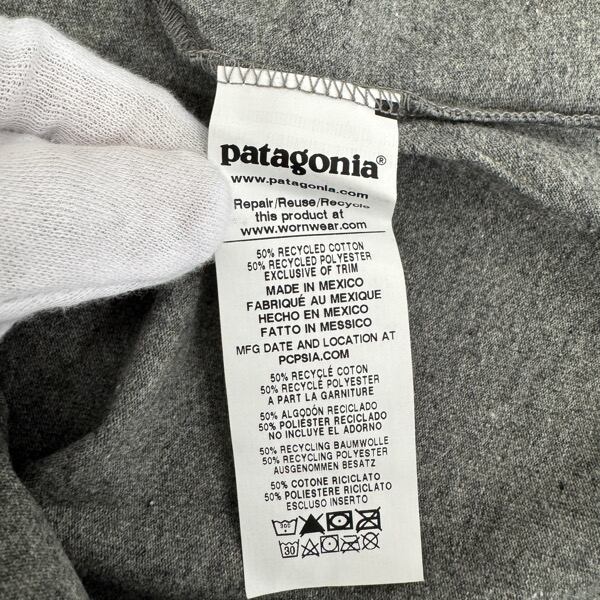 patagonia®
www.patagonia.com
Repair/Reuse/Recycle
this product at
www.wornwear.com
50% RECYCLED COTTON
50% RECYCLED POLYESTER
EXCLUSIVE OF TRIM
MADE IN MEXICO
FABRIQUÉ AU MEXIQUE
HECHO EN MEXICO
FATTO IN MESSICO
MFG DATE AND LOCATION AT
PCPSIA.COM
50% RECYCLÉ COTON
50% RECYCLÉ POLYESTER
A PART LA GARNITURE
50% ALGODÓN RECICLADO
50% POLIÉSTER RECICLADO
NO INCLUYE EL ADORNO
50% RECYCLING BAUMWOLLE
50% RECYCLING POLYESTER
AUSGENOMMEN BESATZ
50% COTONE RICICLATO
50% POLIESTERE RICICLATO
ESCLUSO INSERTO
30